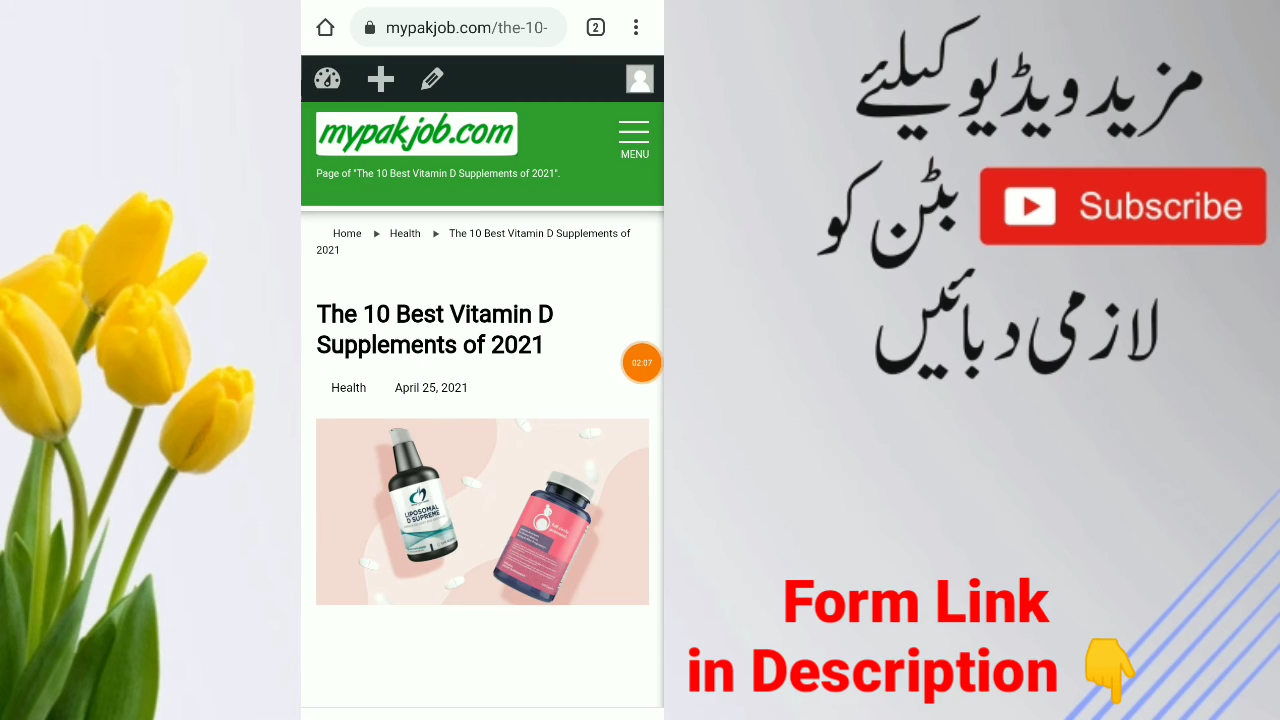 mypakjob.com/the-10-
2
mypakjob.com
MENU
Page of "The 10 Best Vitamin D Supplements of 2021".
Home ▸ Health ▸ The 10 Best Vitamin D Supplements of
2021
The 10 Best Vitamin D
Supplements of 2021
02:07
Health April 25, 2021
LIPOSOMAL
D SUPREME
مزید ویڈیو کیلئے
Subscribe بٹن کو
لازمی دبائیں
Form Link
in Description 👇